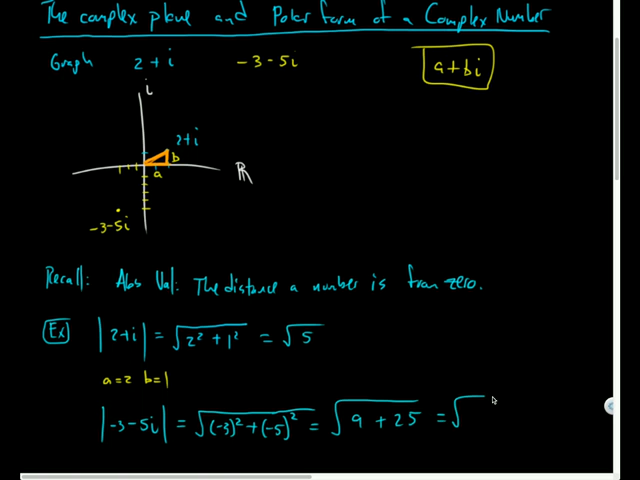 The complex plane and Polar form of a Complex Number
Graph 2 + i -3-5i a+bi
i
2+i
b
a
R
-3-5i
Recall: Abs Val: The distance a number is from zero.
Ex |2+i| = √(2² + 1²) = √5
a=2 b=1
|-3-5i| = √((-3)² + (-5)²) = √(9 + 25) = √